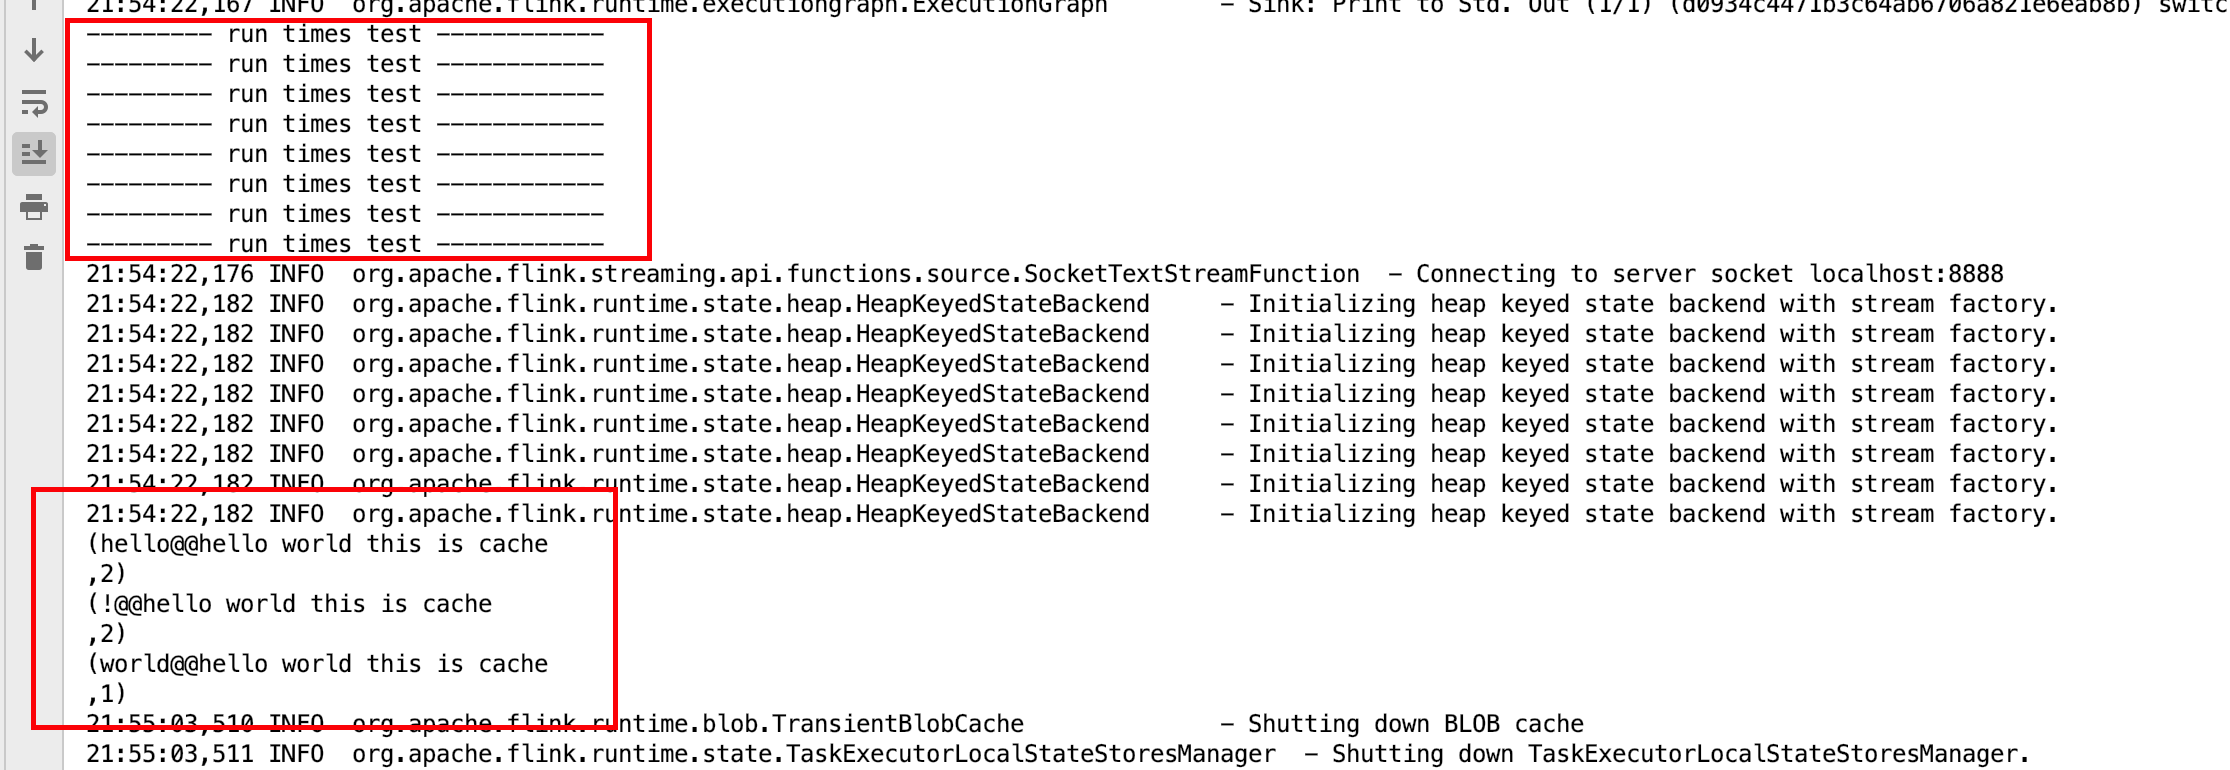 21:54:22,167 INFO  org.apache.flink.runtime.executiongraph.ExecutionGraph        - Sink: Print to Std. Out (1/1) (d0934c4471b3c64ab6706a821e6eab8b) switc
--------- run times test ------------
--------- run times test ------------
--------- run times test ------------
--------- run times test ------------
--------- run times test ------------
--------- run times test ------------
--------- run times test ------------
--------- run times test ------------
21:54:22,176 INFO  org.apache.flink.streaming.api.functions.source.SocketTextStreamFunction  - Connecting to server socket localhost:8888
21:54:22,182 INFO  org.apache.flink.runtime.state.heap.HeapKeyedStateBackend     - Initializing heap keyed state backend with stream factory.
21:54:22,182 INFO  org.apache.flink.runtime.state.heap.HeapKeyedStateBackend     - Initializing heap keyed state backend with stream factory.
21:54:22,182 INFO  org.apache.flink.runtime.state.heap.HeapKeyedStateBackend     - Initializing heap keyed state backend with stream factory.
21:54:22,182 INFO  org.apache.flink.runtime.state.heap.HeapKeyedStateBackend     - Initializing heap keyed state backend with stream factory.
21:54:22,182 INFO  org.apache.flink.runtime.state.heap.HeapKeyedStateBackend     - Initializing heap keyed state backend with stream factory.
21:54:22,182 INFO  org.apache.flink.runtime.state.heap.HeapKeyedStateBackend     - Initializing heap keyed state backend with stream factory.
21:54:22,182 INFO  org.apache.flink.runtime.state.heap.HeapKeyedStateBackend     - Initializing heap keyed state backend with stream factory.
21:54:22,182 INFO  org.apache.flink.runtime.state.heap.HeapKeyedStateBackend     - Initializing heap keyed state backend with stream factory.
(hello@@hello world this is cache
,2)
(!@@hello world this is cache
,2)
(world@@hello world this is cache
,1)
21:55:03,510 INFO  org.apache.flink.runtime.blob.TransientBlobCache              - Shutting down BLOB cache
21:55:03,511 INFO  org.apache.flink.runtime.state.TaskExecutorLocalStateStoresManager  - Shutting down TaskExecutorLocalStateStoresManager.